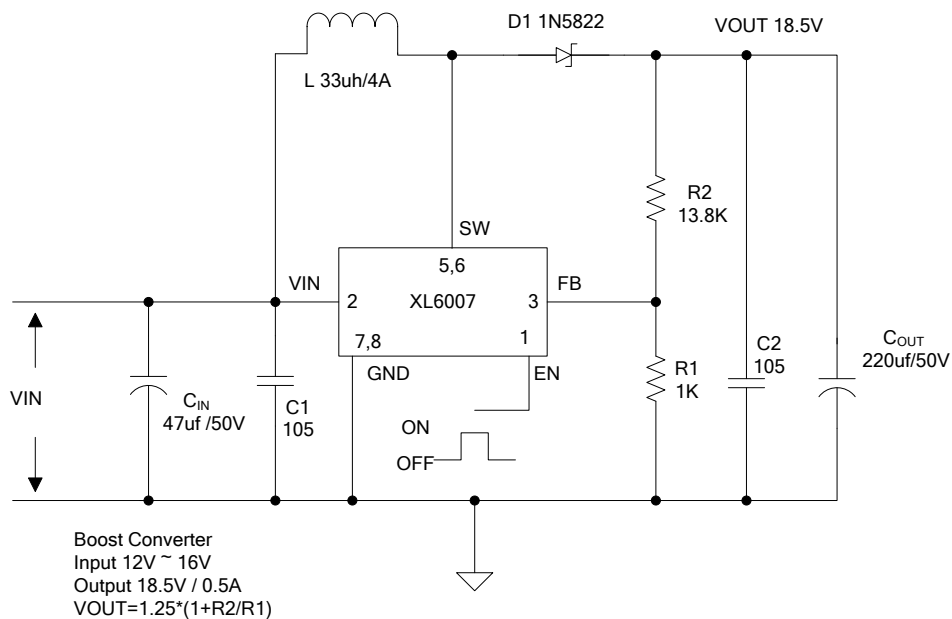 D1 1N5822
VOUT 18.5V
L 33uh/4A
R2
13.8K
SW
5,6
VIN
FB
2
XL6007
3
7,8
1
GND
EN
VIN
CIN
47uf /50V
C1
105
ON
OFF
R1
1K
C2
105
COUT
220uf/50V
Boost Converter
Input 12V ~ 16V
Output 18.5V / 0.5A
VOUT=1.25*(1+R2/R1)